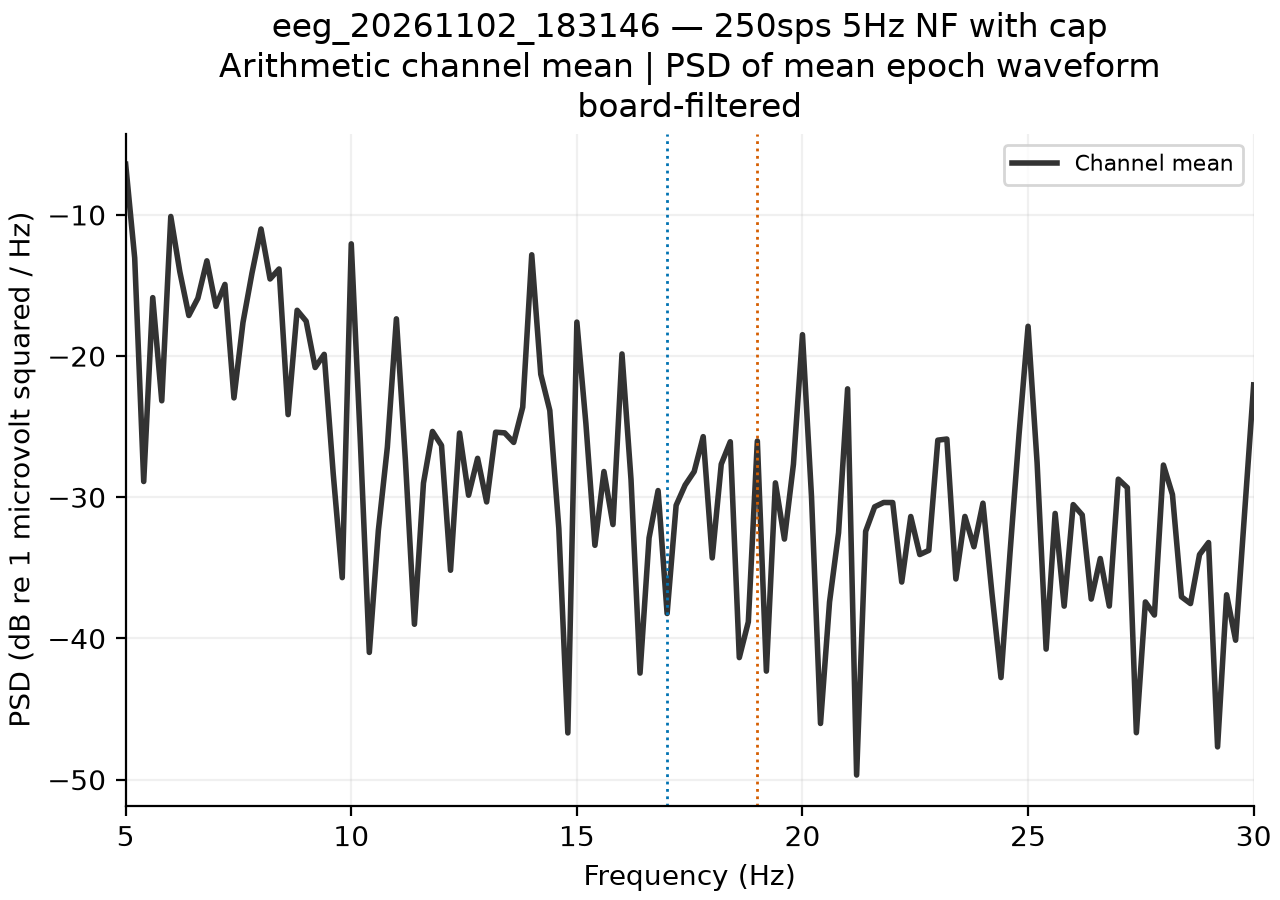 eeg_20261102_183146 — 250sps 5Hz NF with cap
Arithmetic channel mean | PSD of mean epoch waveform
board-filtered
Channel mean
PSD (dB re 1 microvolt squared / Hz)
−10
−20
−30
−40
−50
5
10
15
20
25
30
Frequency (Hz)